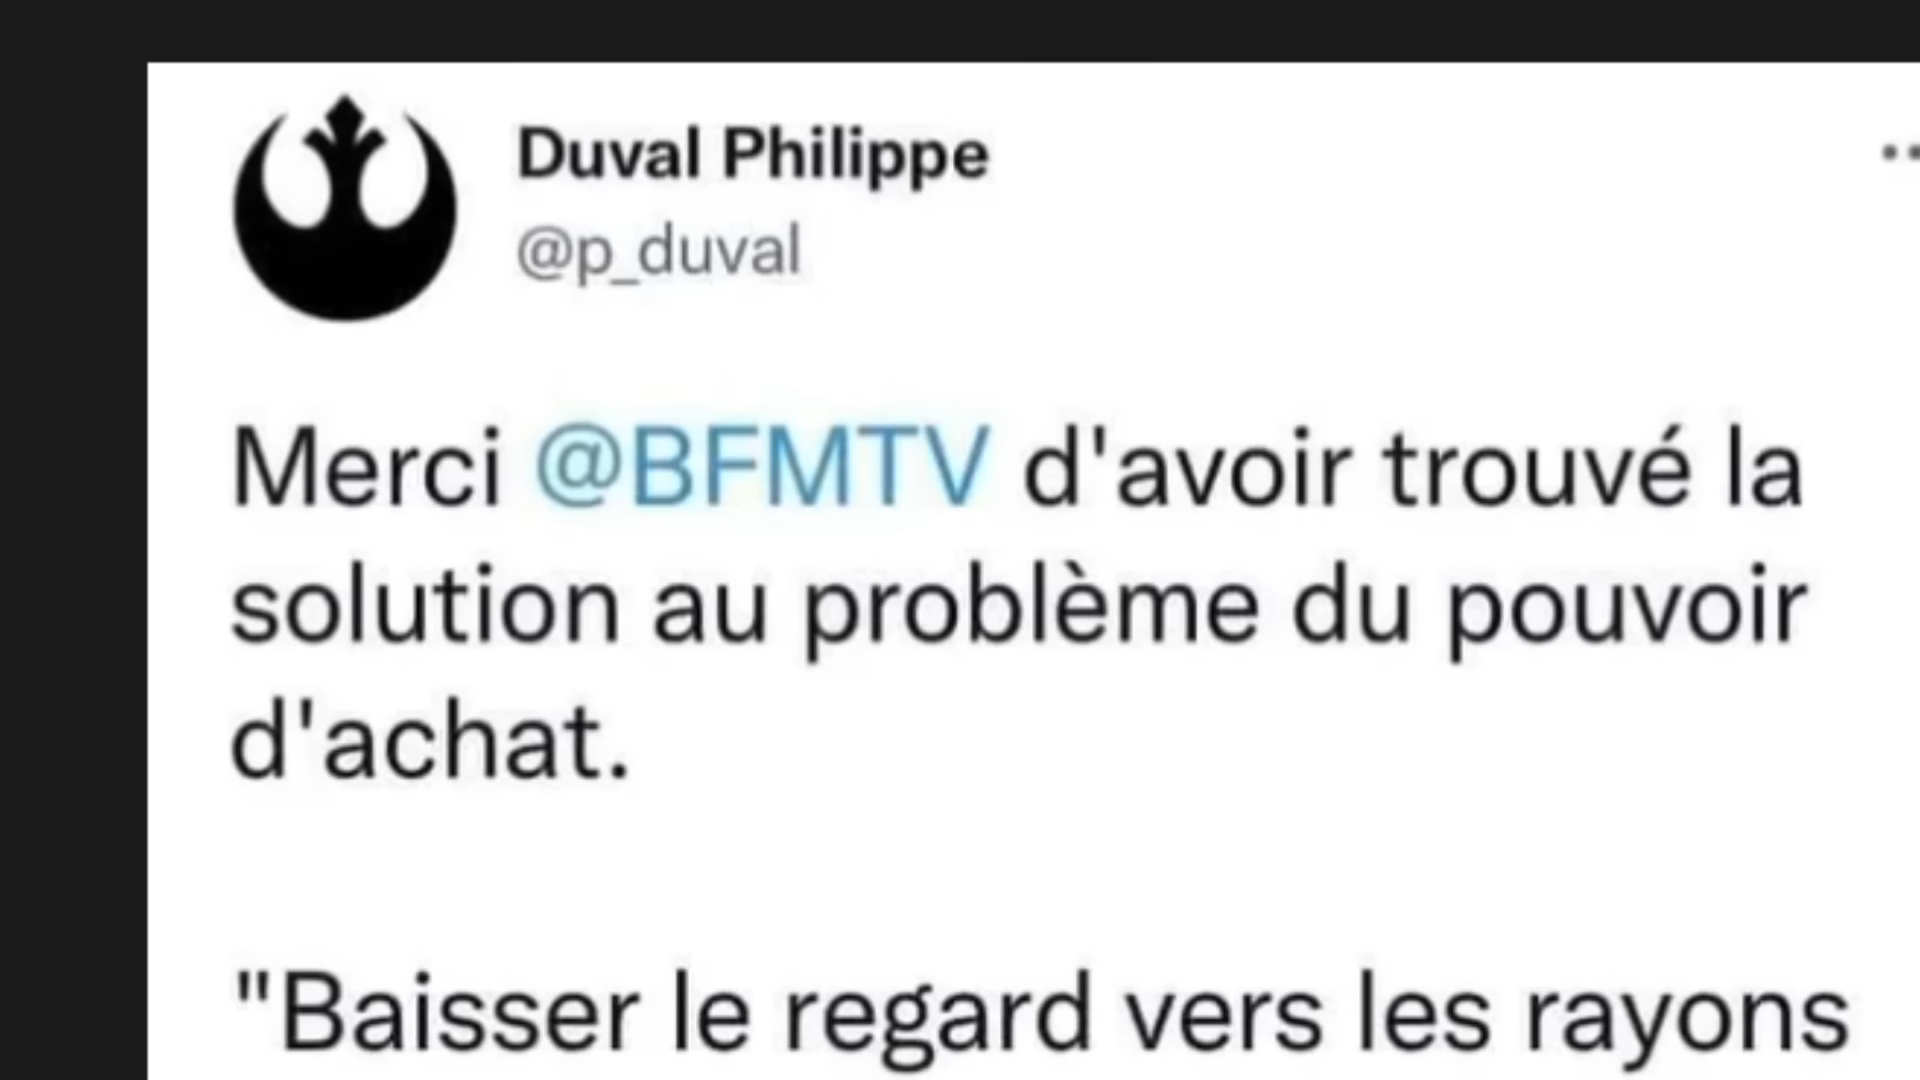 Duval Philippe
@p_duval
Merci @BFMTV d'avoir trouvé la
solution au problème du pouvoir
d'achat.
"Baisser le regard vers les rayons